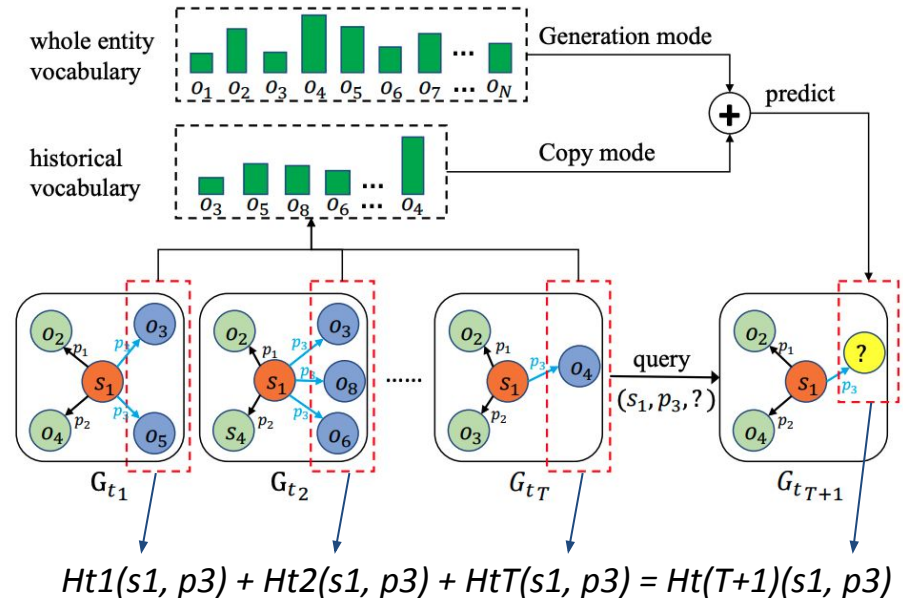 whole entity vocabulary
o1 o2 o3 o4 o5 o6 o7 ... oN
...
Generation mode
predict
+
historical vocabulary
o3 o5 o8 o6 ... o4
...
Copy mode
o2 p1 p3 o3
s1
o4 p2 p3 o5
Gt1
o2 p1 p3 o3
s1 p3 o8
s4 p2 p3 o6
Gt2
......
o2 p1
s1 p3 o4
o3 p2
GtT
query
(s1, p3, ?)
o2 p1 ?
s1 p3
o4 p2
GtT+1
Ht1(s1, p3) + Ht2(s1, p3) + HtT(s1, p3) = Ht(T+1)(s1, p3)